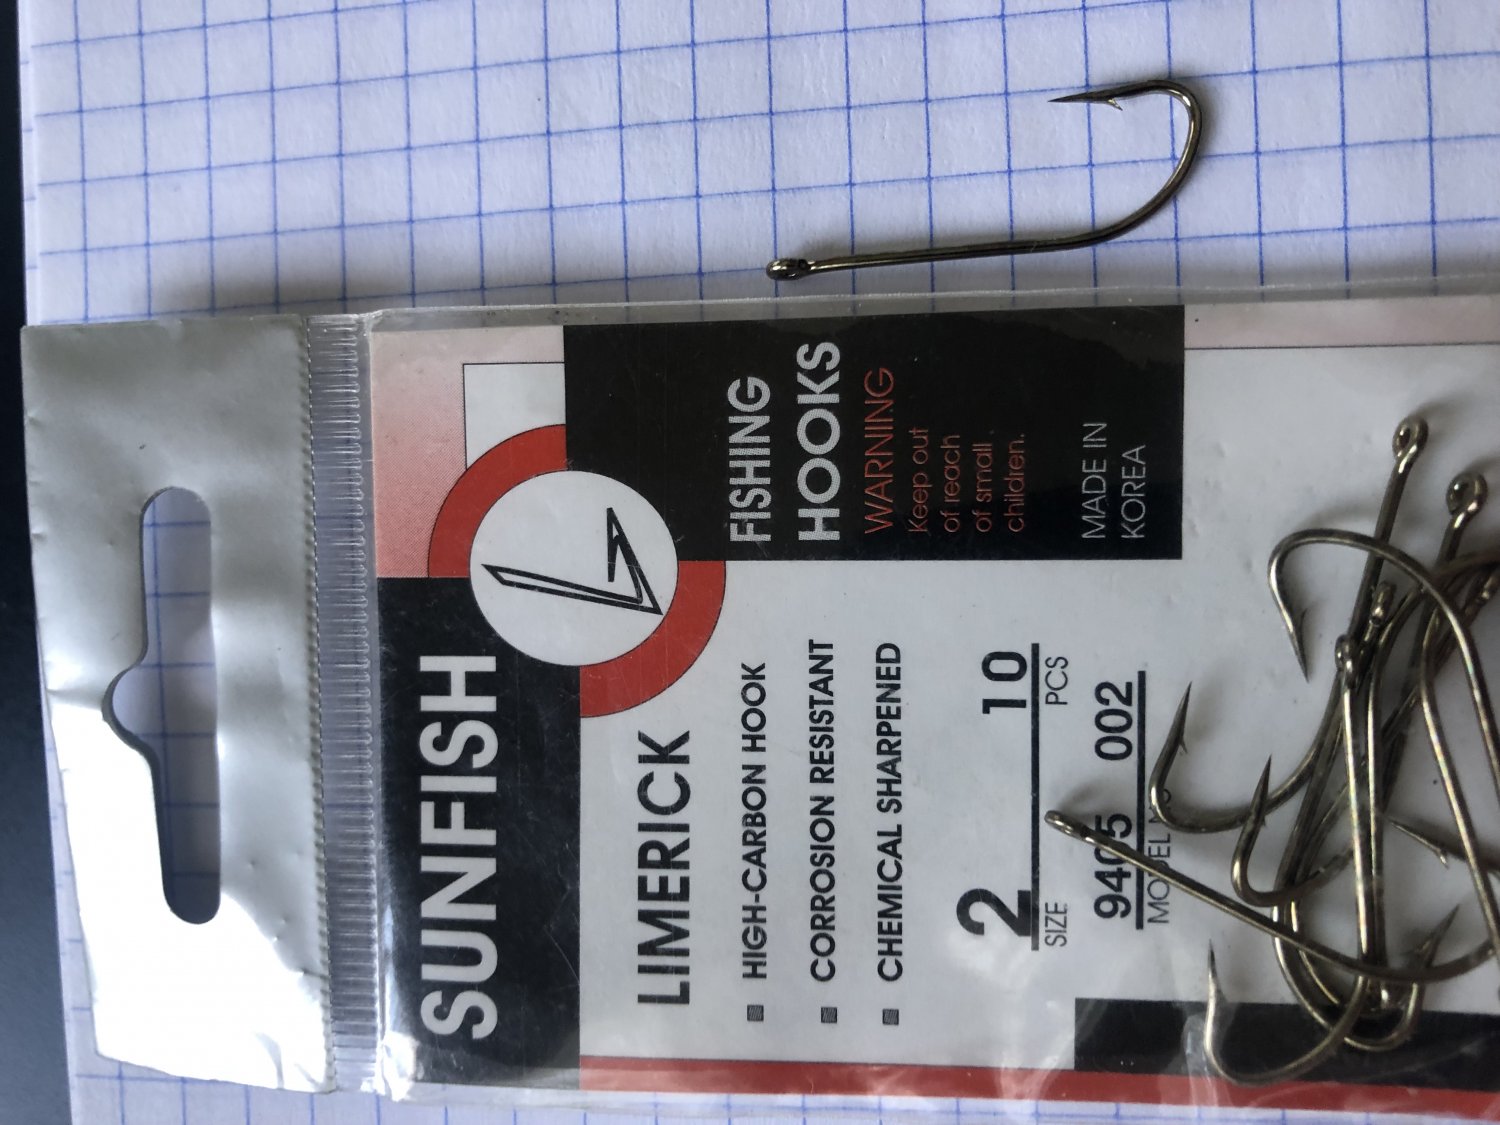 SUNFISH
LIMERICK
HIGH-CARBON HOOK
CORROSION RESISTANT
CHEMICAL SHARPENED
FISHING
HOOKS
WARNING
Keep out
of reach
of small
children.
MADE IN
KOREA
2 10
SIZE PCS
9405 002
MODEL